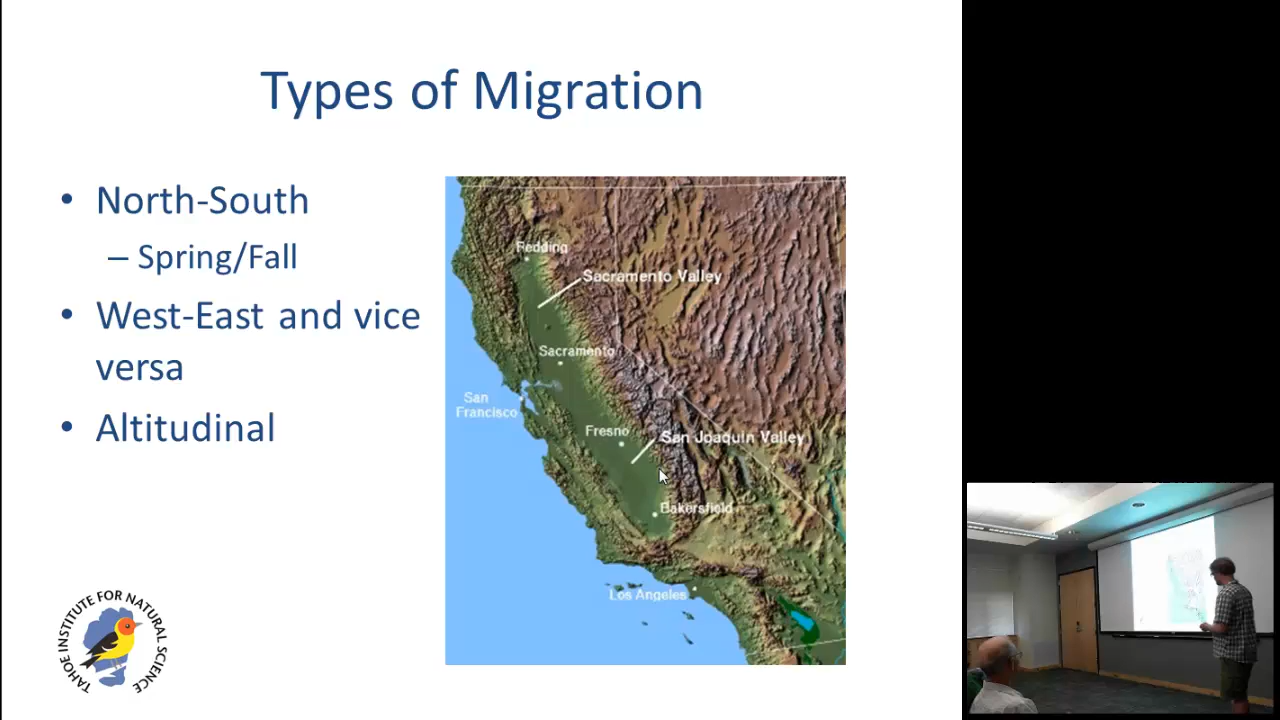 Types of Migration
• North-South
– Spring/Fall
• West-East and vice
versa
• Altitudinal
Redding
Sacramento Valley
Sacramento
San
Francisco
Fresno
San Joaquin Valley
Bakersfield
Los Angeles
TAHOE INSTITUTE FOR NATURAL SCIENCE